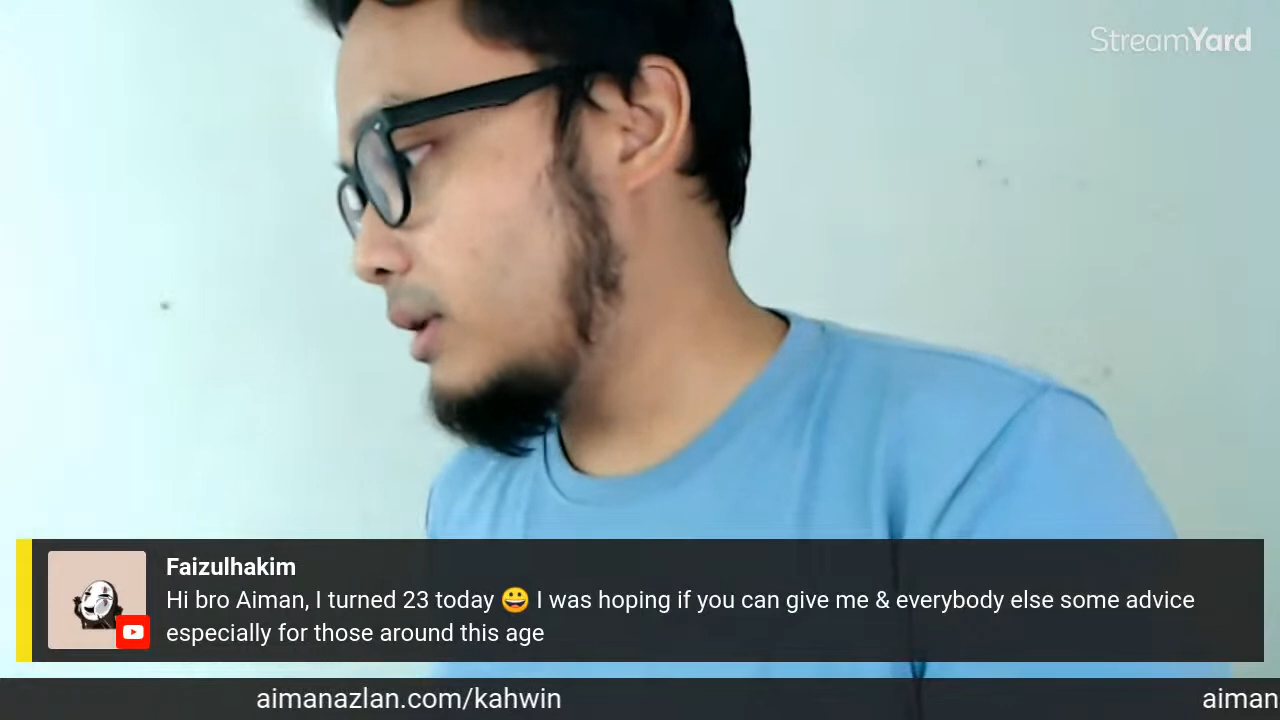 StreamYard
Faizulhakim
Hi bro Aiman, I turned 23 today 😀 I was hoping if you can give me & everybody else some advice
especially for those around this age
aimanazlan.com/kahwin
aiman